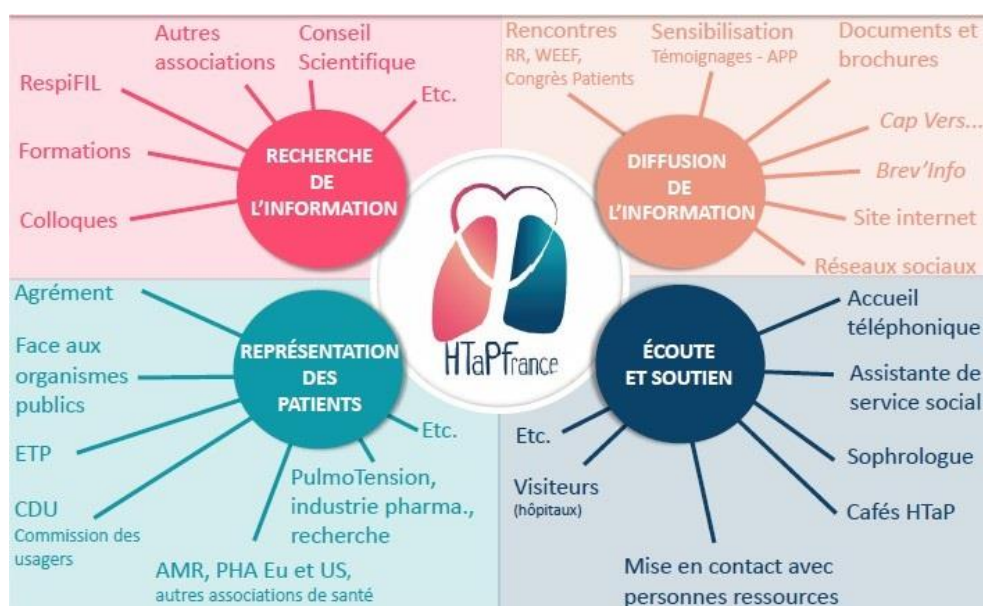 Autres
associations
Conseil
Scientifique
RespiFIL
Etc.
Formations
Colloques
RECHERCHE
DE
L'INFORMATION
Rencontres
RR, WEEF,
Congrès Patients
Sensibilisation
Témoignages - APP
Documents et
brochures
Cap Vers...
Brev'Info
Site internet
Réseaux sociaux
DIFFUSION
DE
L'INFORMATION
HTaPFrance
Agrément
Face aux
organismes
publics
ETP
CDU
Commission des
usagers
AMR, PHA Eu et US,
autres associations de santé
PulmoTension,
industrie pharma.,
recherche
Etc.
REPRÉSENTATION
DES
PATIENTS
ÉCOUTE
ET SOUTIEN
Accueil
téléphonique
Assistante de
service social
Sophrologue
Cafés HTaP
Mise en contact avec
personnes ressources
Visiteurs
(hôpitaux)
Etc.